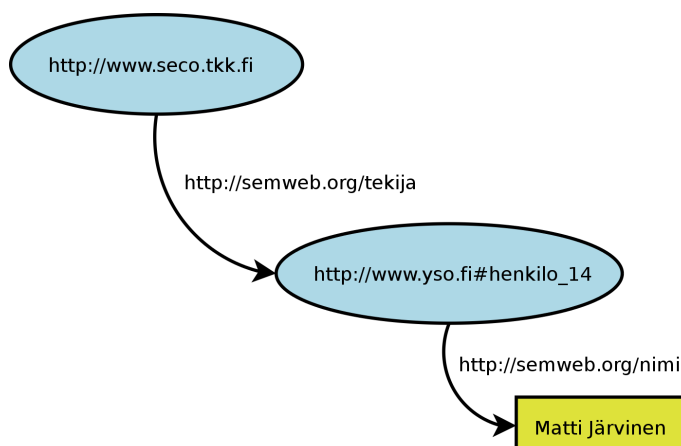 http://www.seco.tkk.fi
http://semweb.org/tekija
http://www.yso.fi#henkilo_14
http://semweb.org/nimi
Matti Järvinen